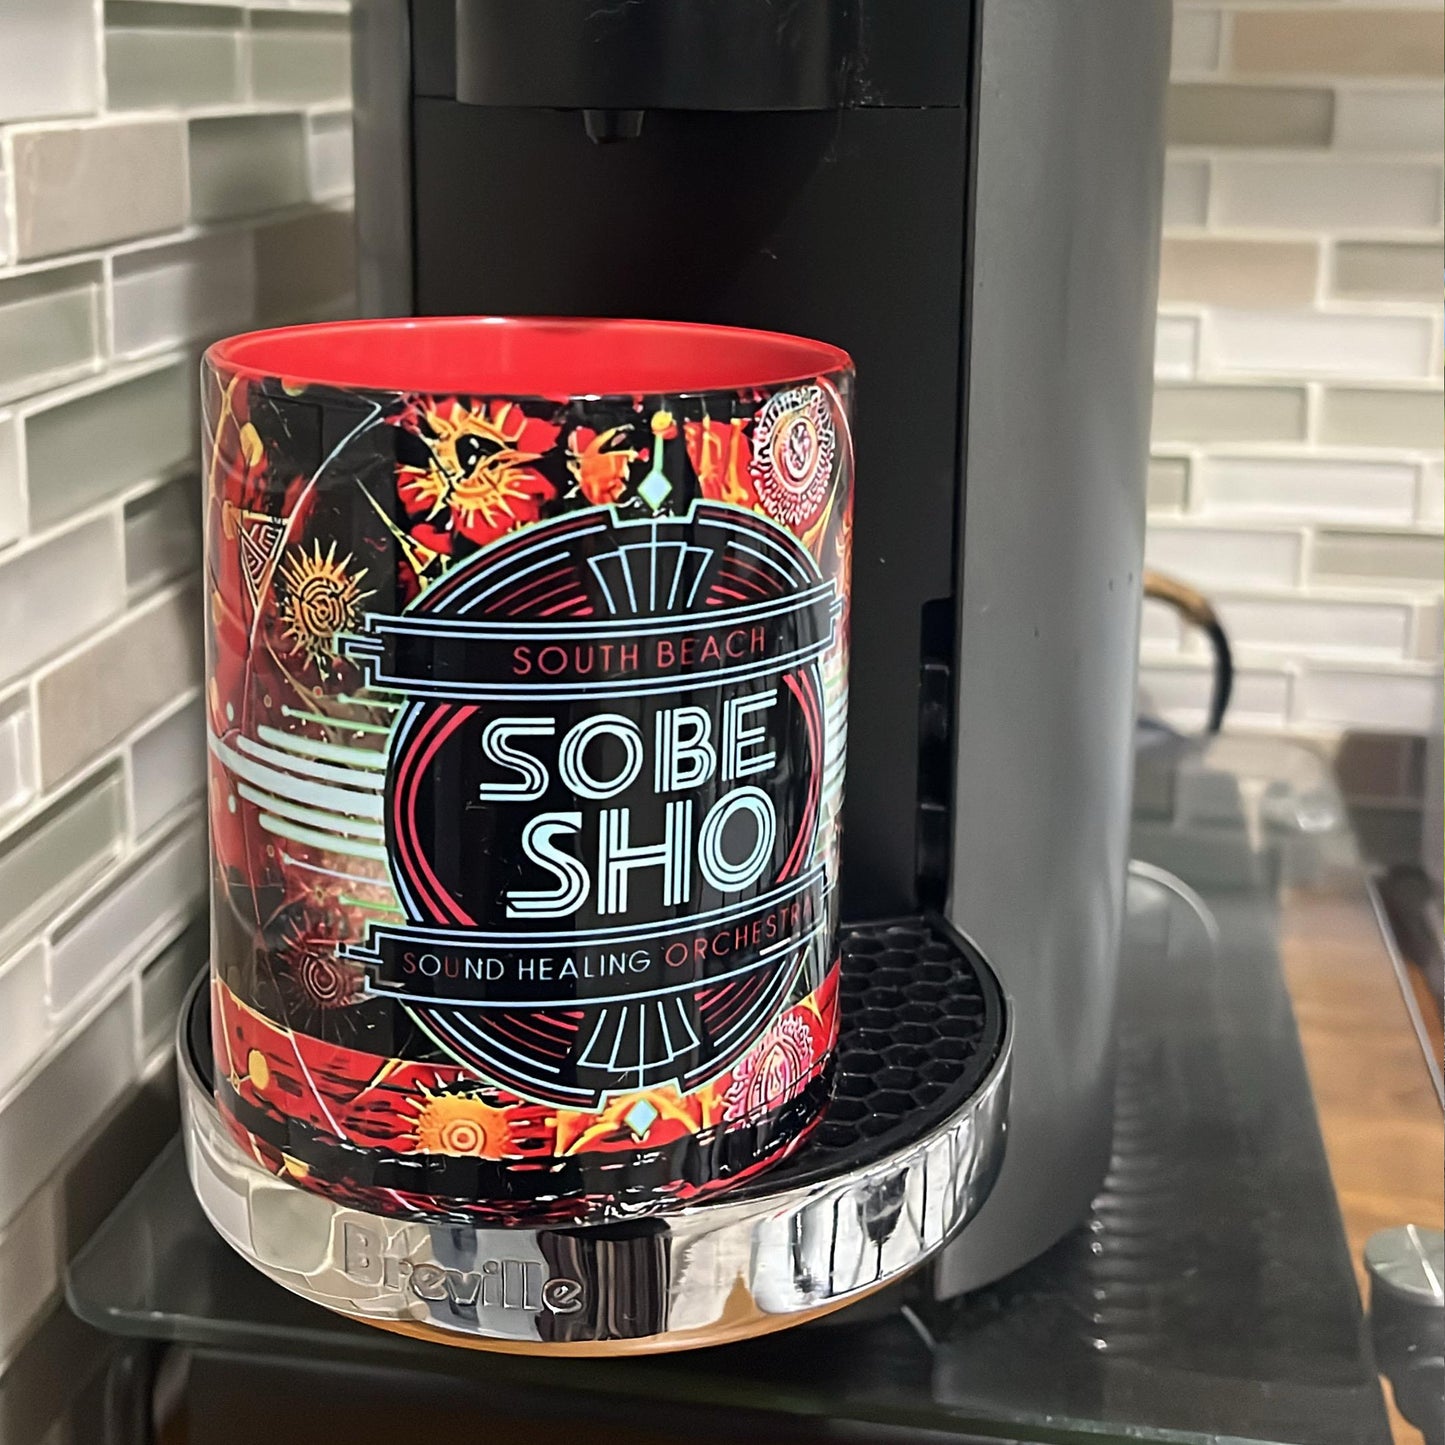 SOUTH BEACH
SOBE
SHO
SOUND HEALING ORCHESTRA
Breville